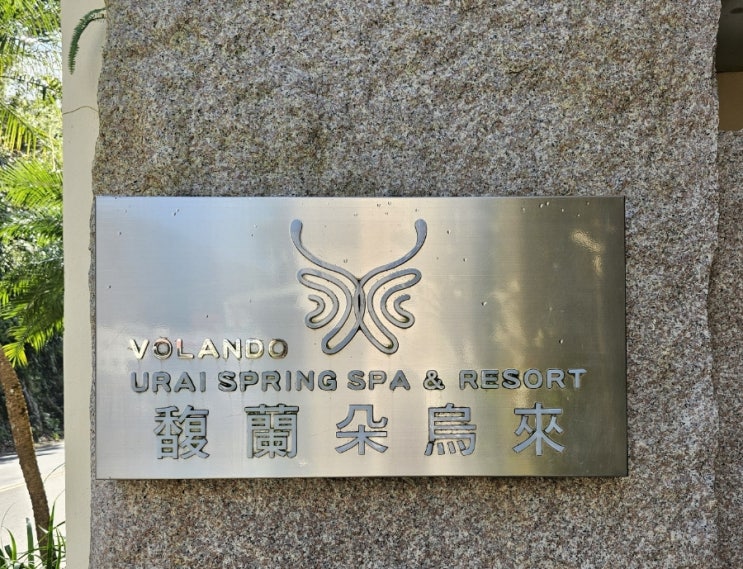 VOLANDO
URAI SPRING SPA & RESORT
馥蘭朵烏來